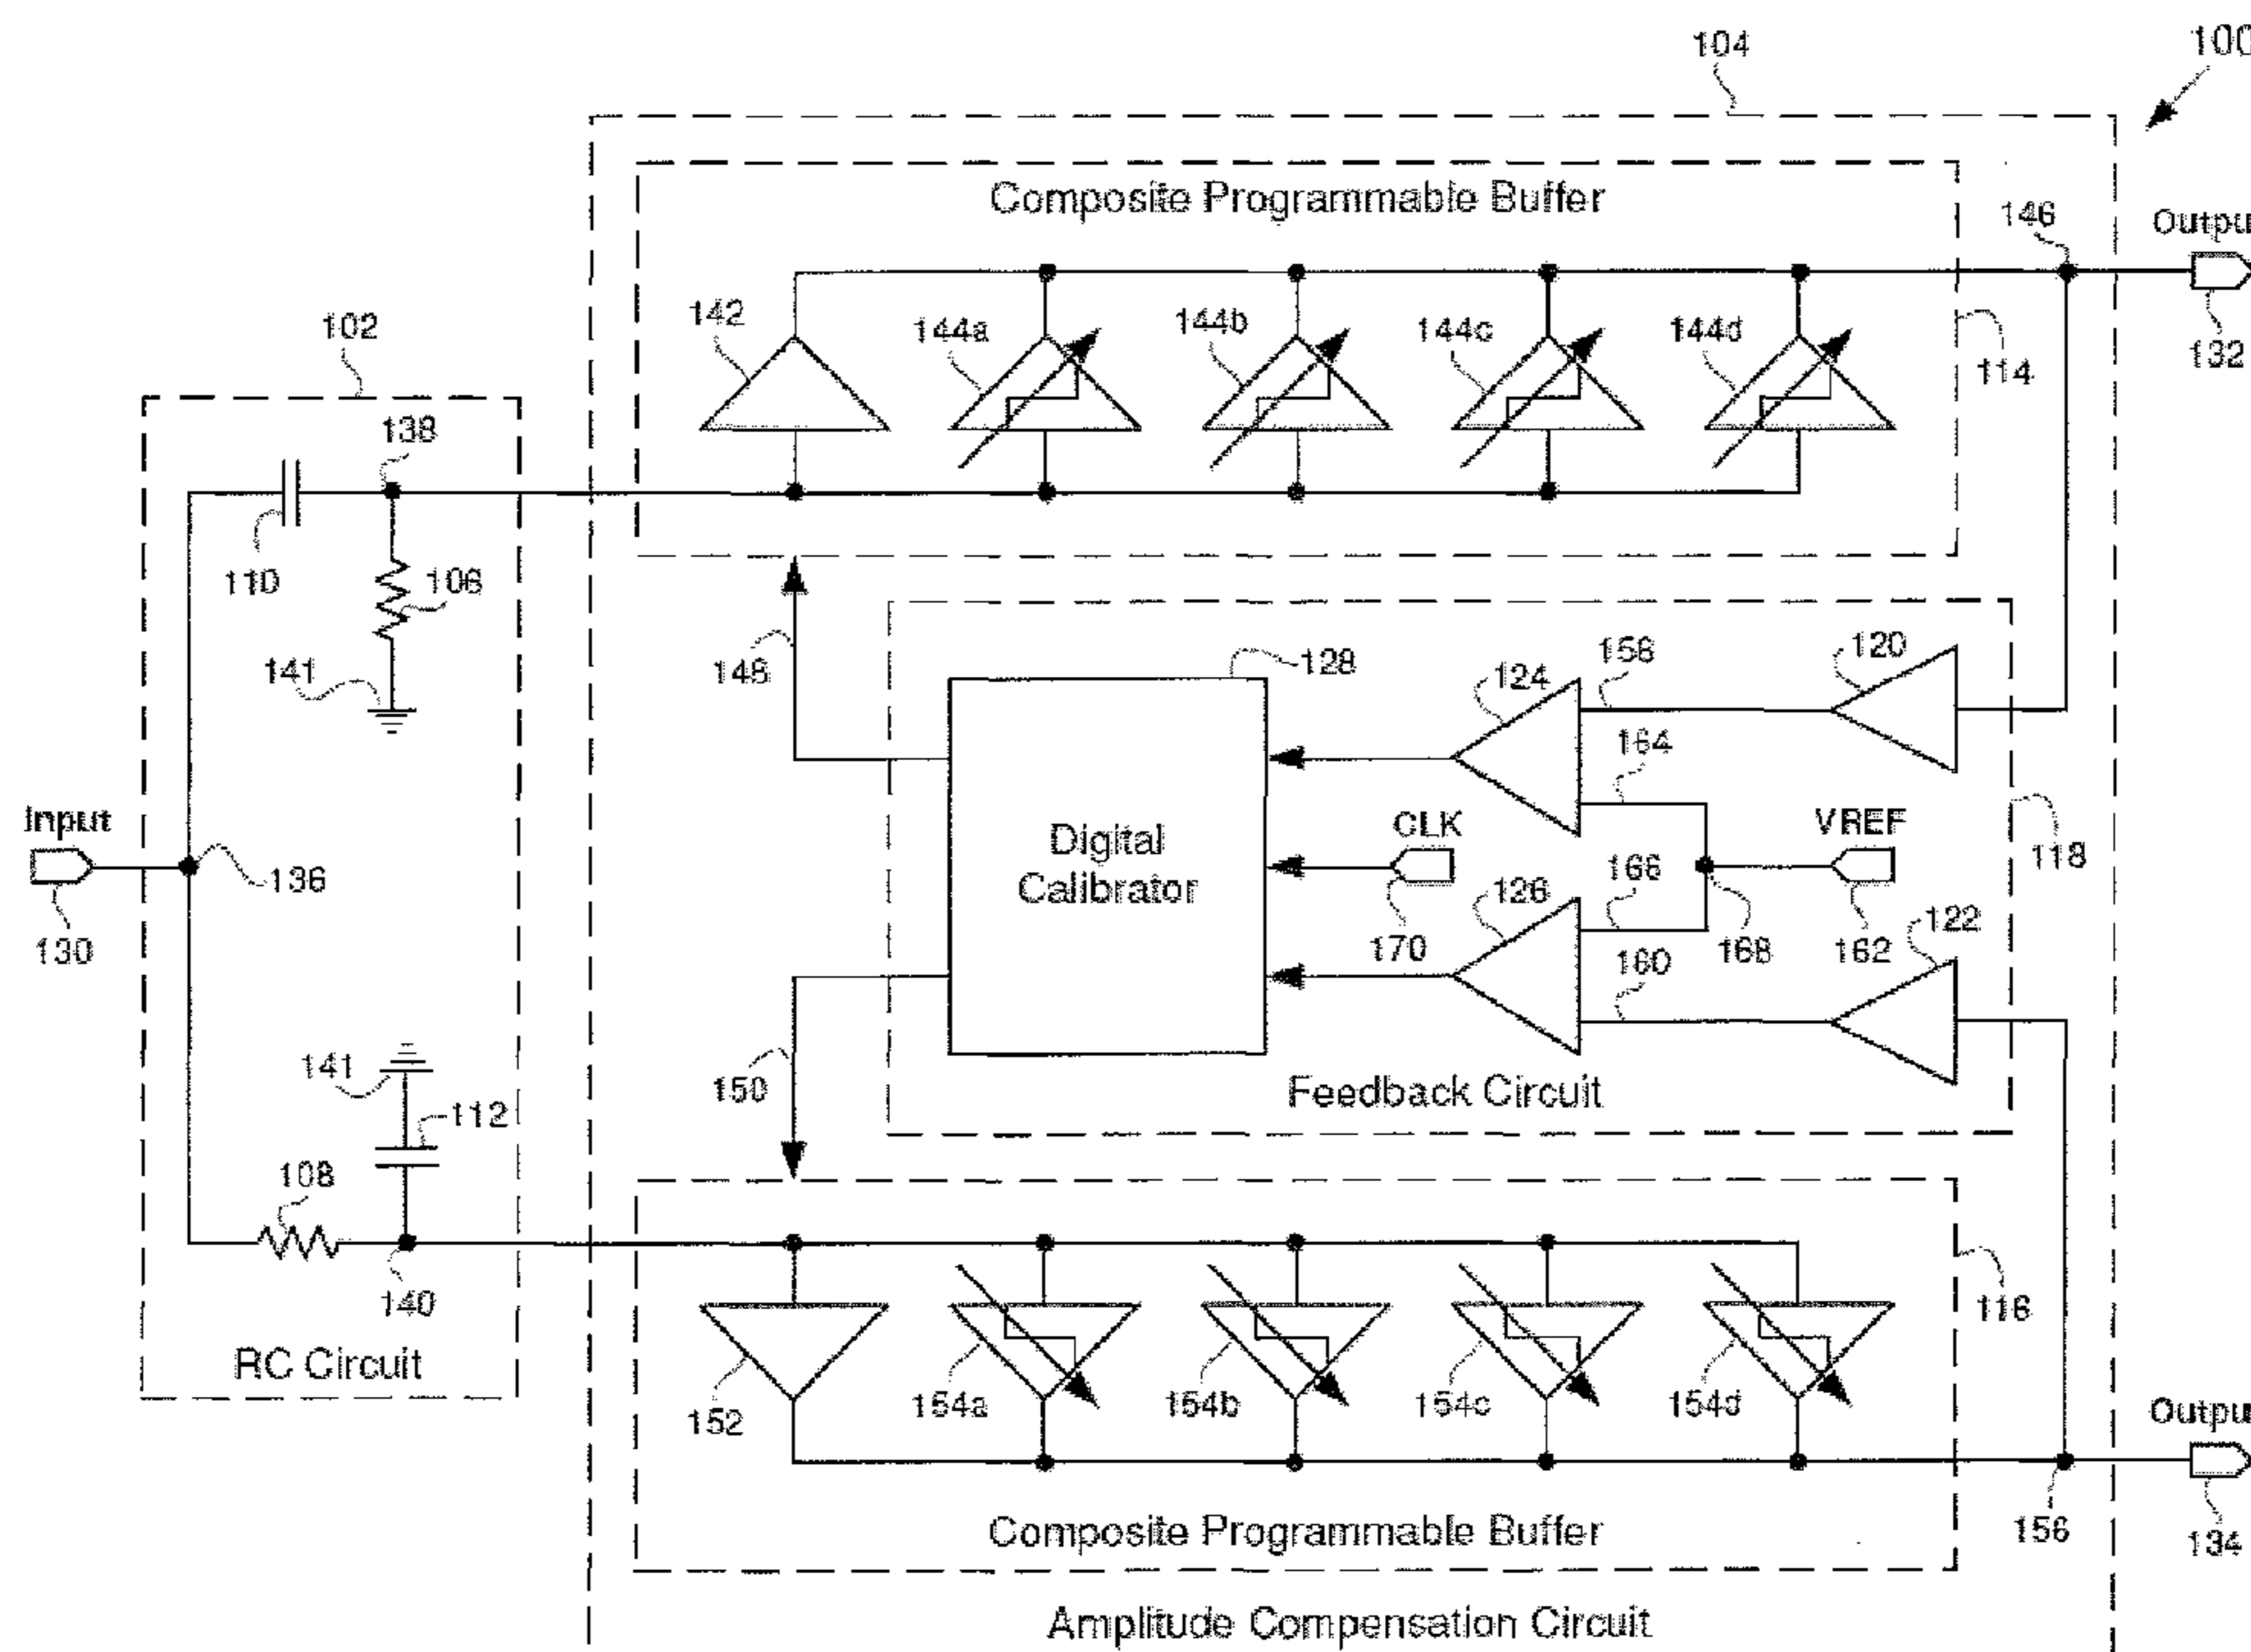 104
100
Composite Programmable Buffer
146
Outpu
142
144a
144b
144c
144d
132
114
102
138
110
106
141
148
128
124
158
120
164
Input
136
130
Digital
Calibrator
CLK
VREF
118
126
166
170
168
162
122
160
141
112
150
Feedback Circuit
108
140
116
RC Circuit
152
154a
154b
154c
154d
Outpu
156
134
Composite Programmable Buffer
Amplitude Compensation Circuit